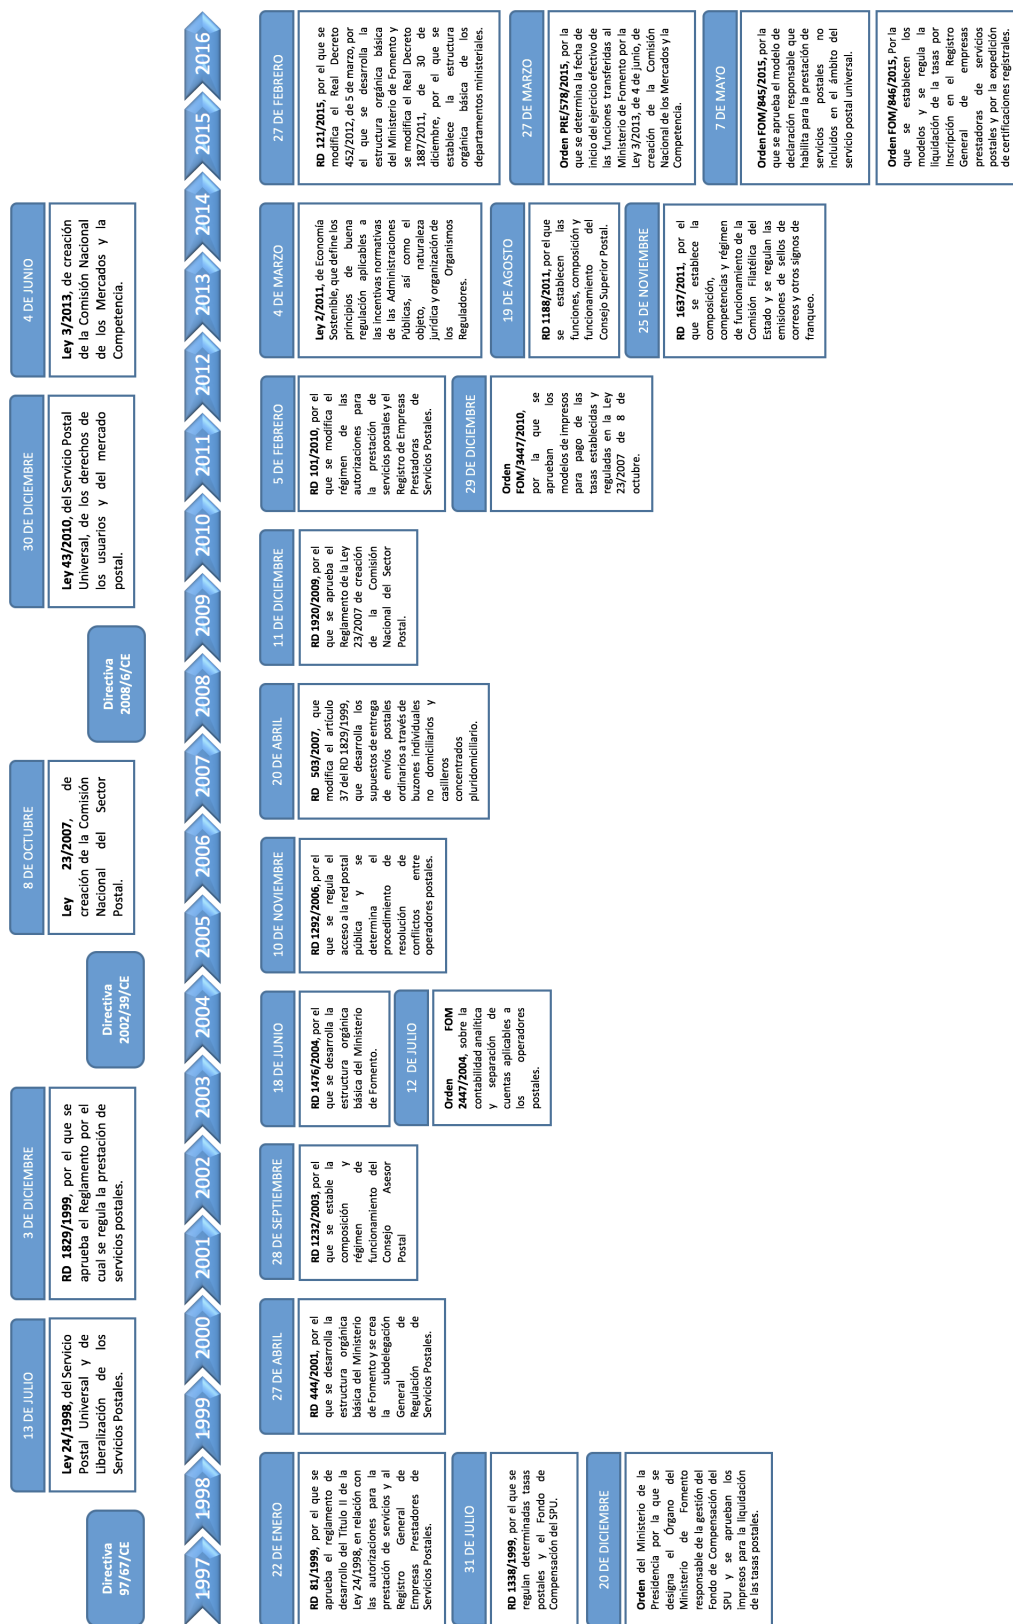 Directiva
97/67/CE
13 DE JULIO
Ley 24/1998, del Servicio
Postal Universal y de
Liberalización de los
Servicios Postales.
3 DE DICIEMBRE
RD 1829/1999, por el que se
aprueba el Reglamento por el
cual se regula la prestación de
servicios postales.
Directiva
2002/39/CE
8 DE OCTUBRE
Ley 23/2007, de
creación de la Comisión
Nacional del Sector
Postal.
Directiva
2008/6/CE
30 DE DICIEMBRE
Ley 43/2010, del Servicio Postal
Universal, de los derechos de
los usuarios y del mercado
postal.
4 DE JUNIO
Ley 3/2013, de creación
de la Comisión Nacional
de los Mercados y la
Competencia.
1997
1998
1999
2000
2001
2002
2003
2004
2005
2006
2007
2008
2009
2010
2011
2012
2013
2014
2015
2016
22 DE ENERO
RD 81/1999, por el que se
aprueba el reglamento de
desarrollo del Título II de la
Ley 24/1998, en relación con
las autorizaciones para la
prestación de servicios y al
Registro General de
Empresas Prestadores de
Servicios Postales.
31 DE JULIO
RD 1338/1999, por el que se
regulan determinadas tasas
postales y el Fondo de
Compensación del SPU.
20 DE DICIEMBRE
Orden del Ministerio de la
Presidencia por la que se
designa el Órgano del
Ministerio de Fomento
responsable de la gestión del
Fondo de Compensación del
SPU y se aprueban los
impresos para la liquidación
de las tasas postales.
27 DE ABRIL
RD 444/2001, por el
que se desarrolla la
estructura orgánica
básica del Ministerio
de Fomento y se crea
la subdelegación
General de
Regulación de
Servicios Postales.
28 DE SEPTIEMBRE
RD 1232/2003, por el
que se estable la
composición y
régimen de
funcionamiento del
Consejo Asesor
Postal
18 DE JUNIO
RD 1476/2004, por el
que se desarrolla la
estructura orgánica
básica del Ministerio
de Fomento.
12 DE JULIO
Orden FOM
2447/2004, sobre la
contabilidad analítica
y separación de
cuentas aplicables a
los operadores
postales.
10 DE NOVIEMBRE
RD 1292/2006, por el
que se regula el
acceso a la red postal
pública y se
determina el
procedimiento de
resolución de
conflictos entre
operadores postales.
20 DE ABRIL
RD 503/2007, que
modifica el artículo
37 del RD 1829/1999,
que desarrolla los
supuestos de entrega
de envíos postales
ordinarios a través de
buzones individuales
no domiciliarios y
casilleros
concentrados
pluridomiciliario.
11 DE DICIEMBRE
RD 1920/2009, por el
que se aprueba el
Reglamento de la Ley
23/2007 de creación
de la Comisión
Nacional del Sector
Postal.
5 DE FEBRERO
RD 101/2010, por el
que se modifica el
régimen de las
autorizaciones para
la prestación de
servicios postales y el
Registro de Empresas
Prestadoras de
Servicios Postales.
29 DE DICIEMBRE
Orden
FOM/3447/2010,
por la que se
aprueban los
modelos de impresos
para pago de las
tasas establecidas y
reguladas en la Ley
23/2007 de 8 de
octubre.
4 DE MARZO
Ley 2/2011, de Economía
Sostenible, que define los
principios de buena
regulación aplicables a
las incentivas normativas
de las Administraciones
Públicas, así como el
objeto, naturaleza
jurídica y organización de
los Organismos
Reguladores.
19 DE AGOSTO
RD 1188/2011, por el que
se establecen las
funciones, composición y
funcionamiento del
Consejo Superior Postal.
25 DE NOVIEMBRE
RD 1637/2011, por el
que se establece la
composición,
competencias y régimen
de funcionamiento de la
Comisión Filatélica del
Estado y se regulan las
emisiones de sellos de
correos y otros signos de
franqueo.
27 DE FEBRERO
RD 121/2015, por el que se
modifica el Real Decreto
452/2012, de 5 de marzo, por
el que se desarrolla la
estructura orgánica básica
del Ministerio de Fomento y
se modifica el Real Decreto
1887/2011, de 30 de
diciembre, por el que se
establece la estructura
orgánica básica de los
departamentos ministeriales.
27 DE MARZO
Orden PRE/578/2015, por la
que se determina la fecha de
inicio del ejercicio efectivo de
las funciones transferidas al
Ministerio de Fomento por la
Ley 3/2013, de 4 de junio, de
creación de la Comisión
Nacional de los Mercados y la
Competencia.
7 DE MAYO
Orden FOM/845/2015, por la
que se aprueba el modelo de
declaración responsable que
habilita para la prestación de
servicios postales no
incluidos en el ámbito del
servicio postal universal.
Orden FOM/846/2015, Por la
que se establecen los
modelos y se regula la
liquidación de la tasas por
Inscripción en el Registro
General de empresas
prestadoras de servicios
postales y por la expedición
de certificaciones registrales.